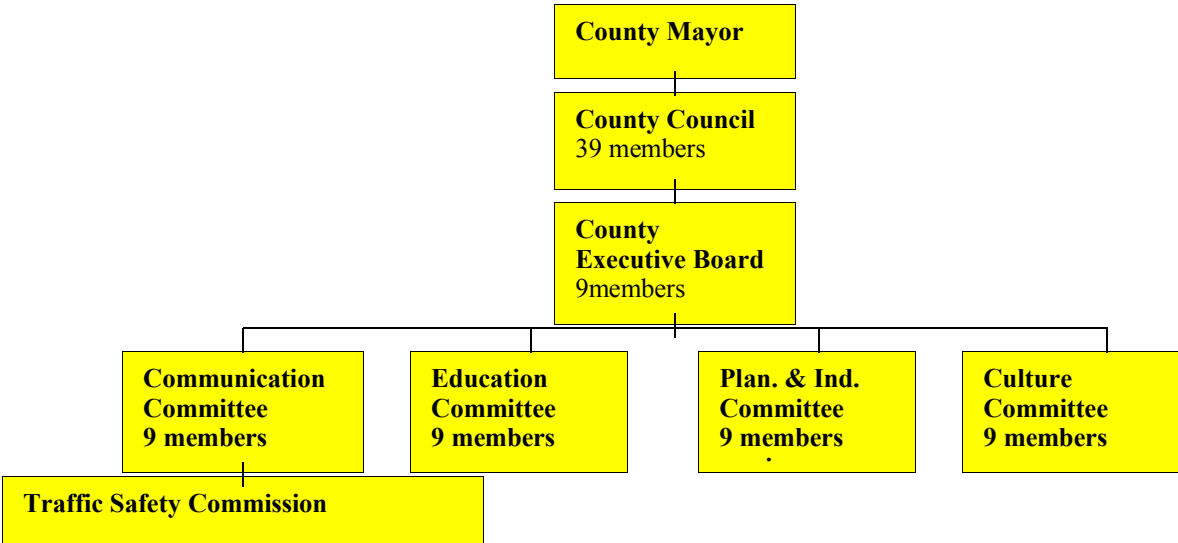 County Mayor
County Council
39 members
County
Executive Board
9members
Communication
Committee
9 members
Education
Committee
9 members
Plan. & Ind.
Committee
9 members
Culture
Committee
9 members
Traffic Safety Commission